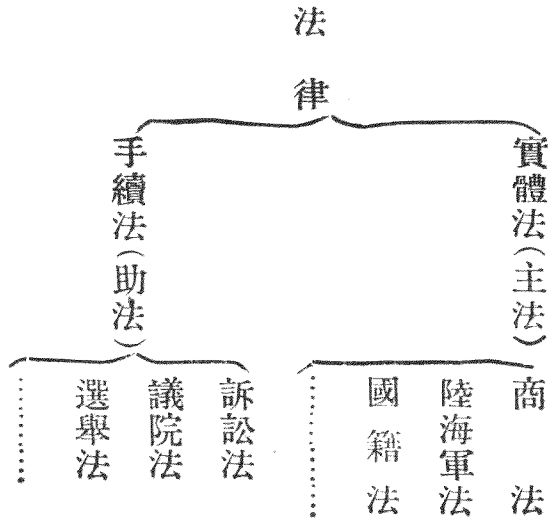 法律
實體法(主法)
商法
陸海軍法
國籍法
⋯⋯⋯⋯
手續法(助法)
訴訟法
議院法
選舉法
⋯⋯⋯⋯